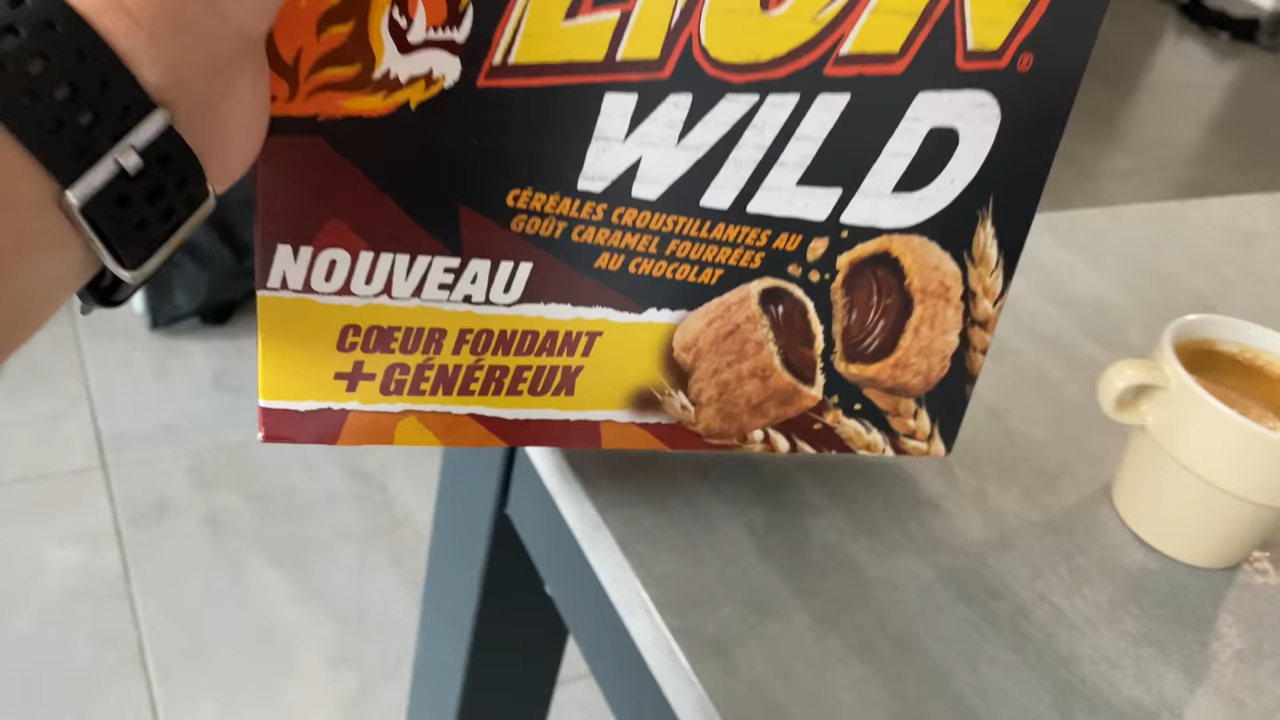 LION
®
WILD
CÉRÉALES CROUSTILLANTES AU
GOÛT CARAMEL FOURRÉES
AU CHOCOLAT
NOUVEAU
CŒUR FONDANT
+GÉNÉREUX